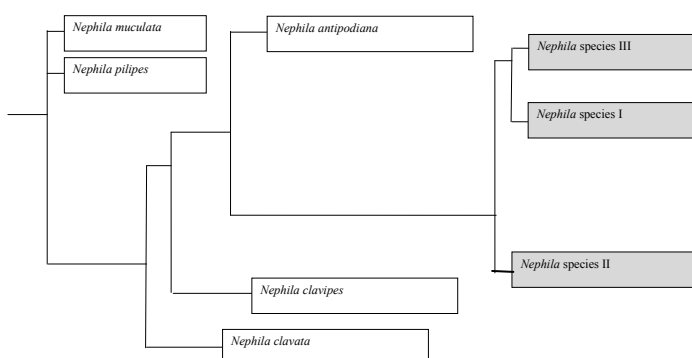 Nephila muculata
Nephila antipodiana
Nephila pilipes
Nephila species III
Nephila species I
Nephila species II
Nephila clavipes
Nephila clavata